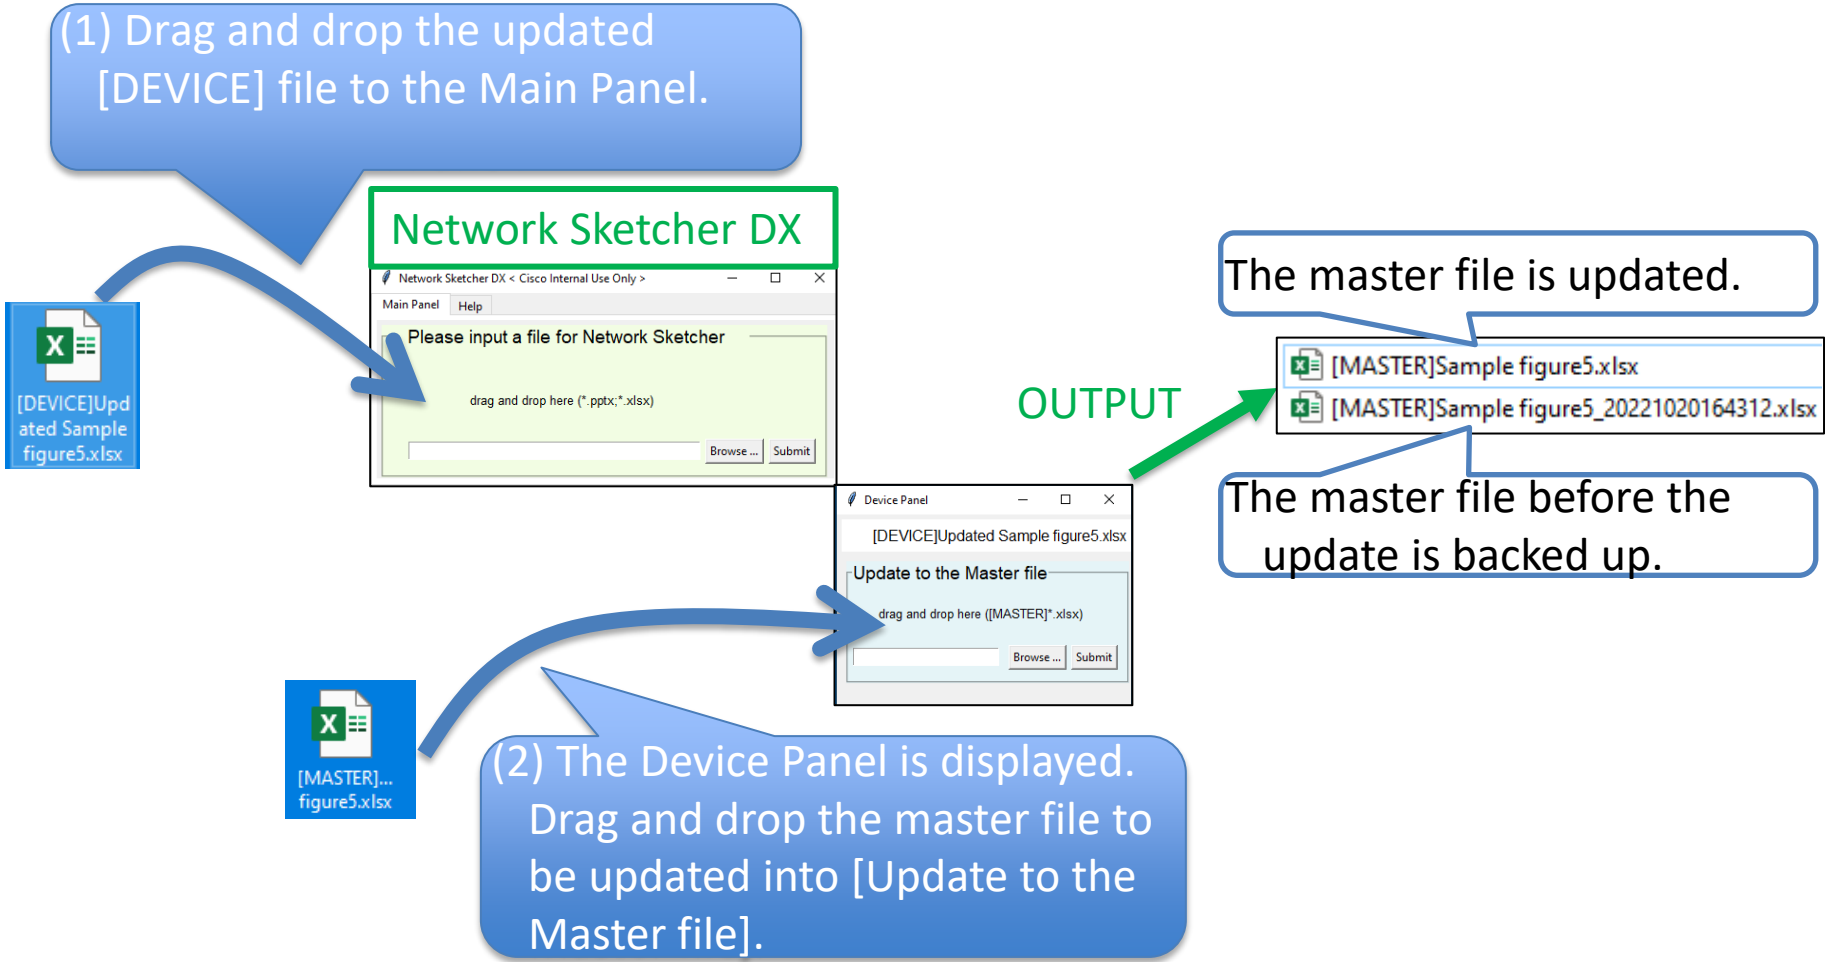 (1) Drag and drop the updated
[DEVICE] file to the Main Panel.
Network Sketcher DX
Network Sketcher DX < Cisco Internal Use Only >
Main Panel
Help
Please input a file for Network Sketcher
drag and drop here (*.pptx;*.xlsx)
Browse ...
Submit
[DEVICE]Upd
ated Sample
figure5.xlsx
The master file is updated.
[MASTER]Sample figure5.xlsx
[MASTER]Sample figure5_20221020164312.xlsx
OUTPUT
The master file before the
update is backed up.
Device Panel
[DEVICE]Updated Sample figure5.xlsx
Update to the Master file
drag and drop here ([MASTER]*.xlsx)
Browse ...
Submit
[MASTER]...
figure5.xlsx
(2) The Device Panel is displayed.
Drag and drop the master file to
be updated into [Update to the
Master file].